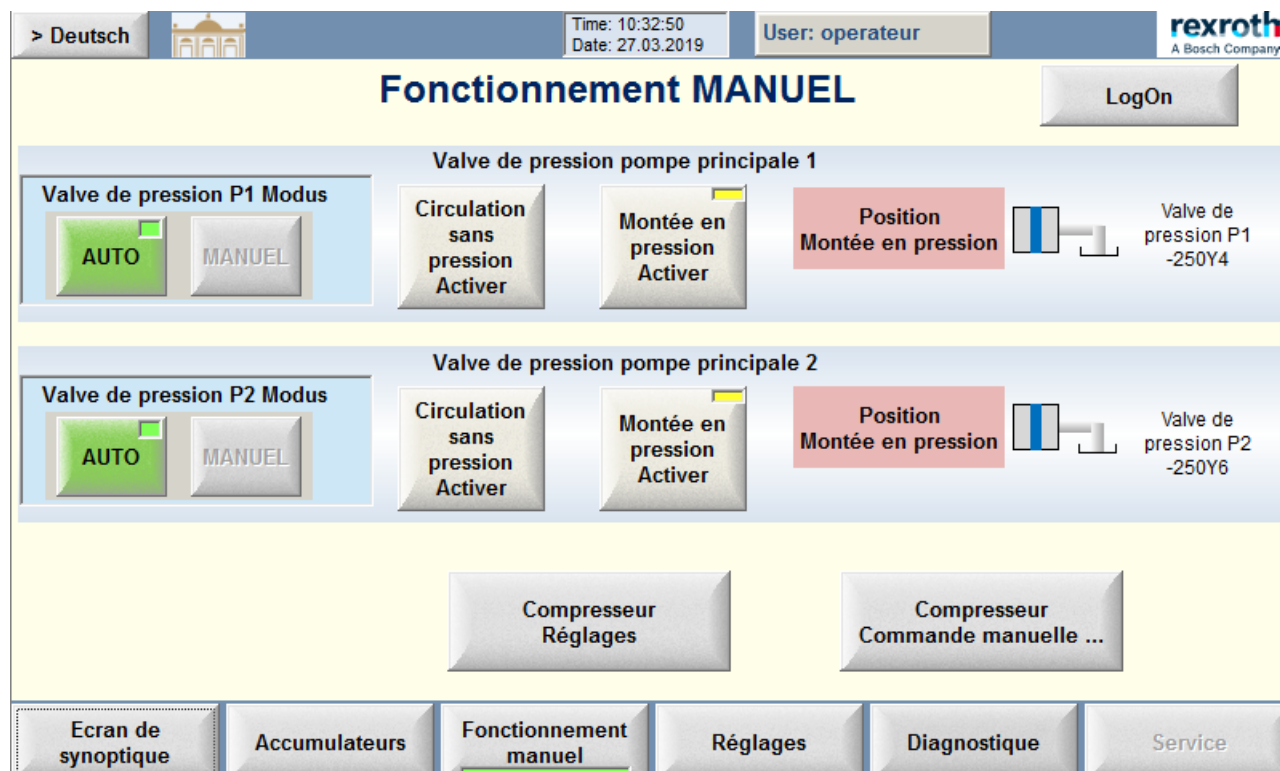 > Deutsch
Time: 10:32:50
Date: 27.03.2019
User: operateur
rexroth
A Bosch Company
Fonctionnement MANUEL
LogOn
Valve de pression pompe principale 1
Valve de pression P1 Modus
AUTO
MANUEL
Circulation
sans
pression
Activer
Montée en
pression
Activer
Position
Montée en pression
Valve de
pression P1
-250Y4
Valve de pression pompe principale 2
Valve de pression P2 Modus
AUTO
MANUEL
Circulation
sans
pression
Activer
Montée en
pression
Activer
Position
Montée en pression
Valve de
pression P2
-250Y6
Compresseur
Réglages
Compresseur
Commande manuelle ...
Ecran de
synoptique
Accumulateurs
Fonctionnement
manuel
Réglages
Diagnostique
Service